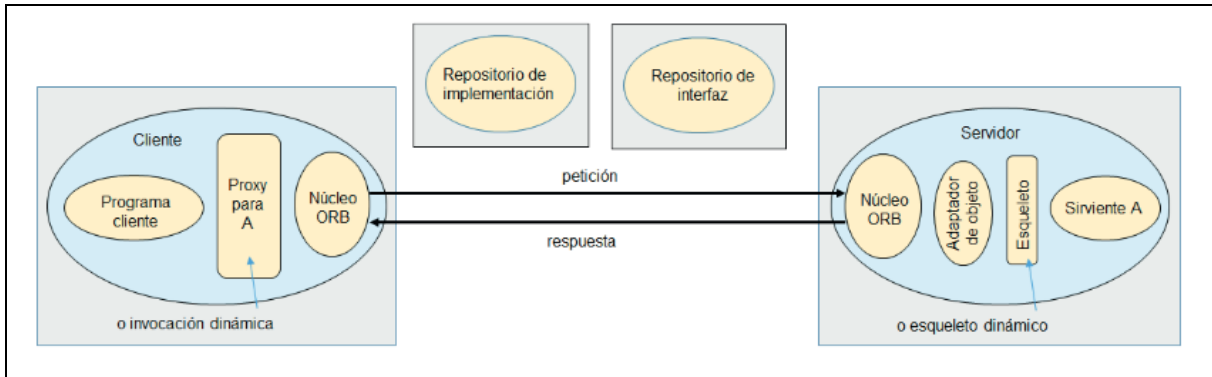 Repositorio de
implementación
Repositorio de
interfaz
Cliente
Programa
cliente
Proxy
para
A
Núcleo
ORB
o invocación dinámica
petición
respuesta
Servidor
Núcleo
ORB
Adaptador
de objeto
Esqueleto
Sirviente A
o esqueleto dinámico